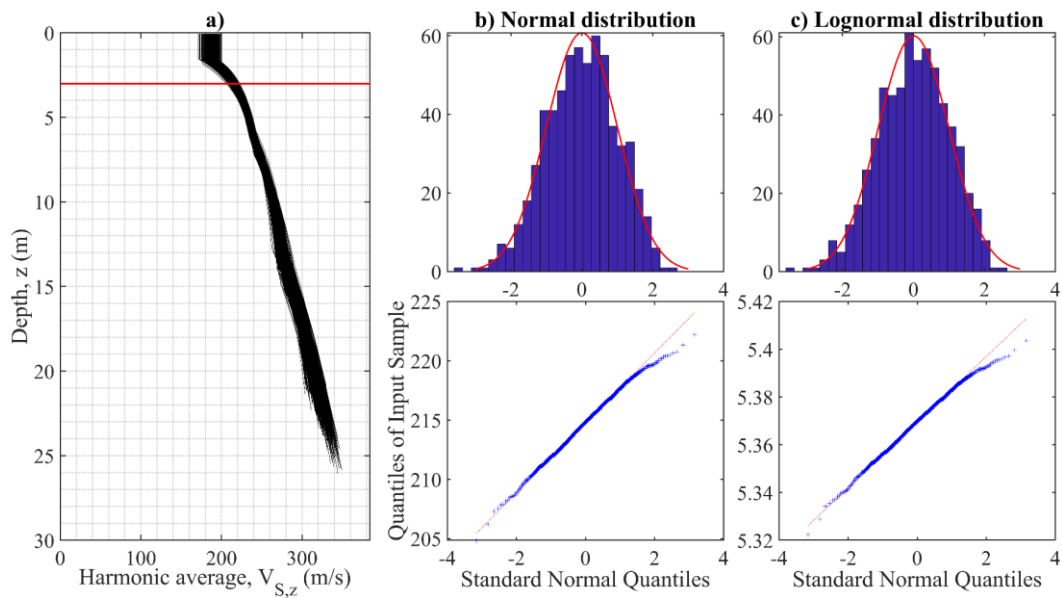 a)
0
5
10
15
20
25
30
Depth, z (m)
0 100 200 300
Harmonic average, V_{S,z} (m/s)
b) Normal distribution
60
40
20
0
-2 0 2 4
225
220
215
210
205
Quantiles of Input Sample
-4 -2 0 2 4
Standard Normal Quantiles
c) Lognormal distribution
60
40
20
0
-2 0 2 4
5.42
5.4
5.38
5.36
5.34
5.32
-4 -2 0 2 4
Standard Normal Quantiles